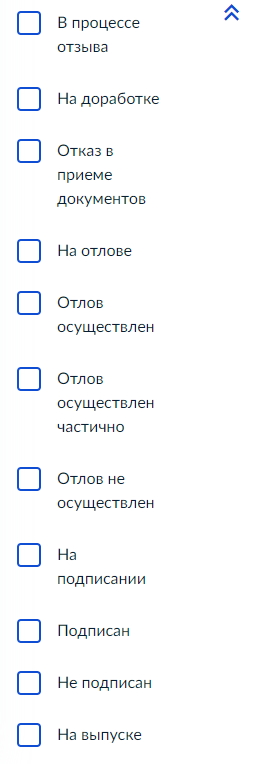 В процессе
отзыва
На доработке
Отказ в
приеме
документов
На отлове
Отлов
осуществлен
Отлов
осуществлен
частично
Отлов не
осуществлен
На
подписании
Подписан
Не подписан
На выпуске